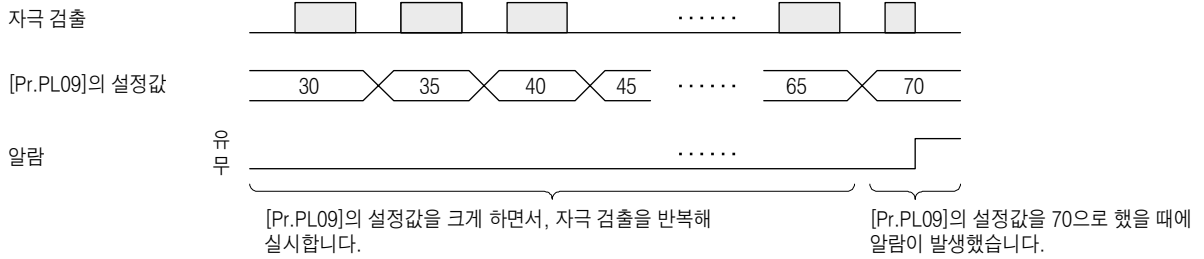 자극 검출
······
[Pr.PL09]의 설정값
30
35
40
45
······
65
70
유
알람
무
······
[Pr.PL09]의 설정값을 크게 하면서, 자극 검출을 반복해
실시합니다.
[Pr.PL09]의 설정값을 70으로 했을 때에
알람이 발생했습니다.